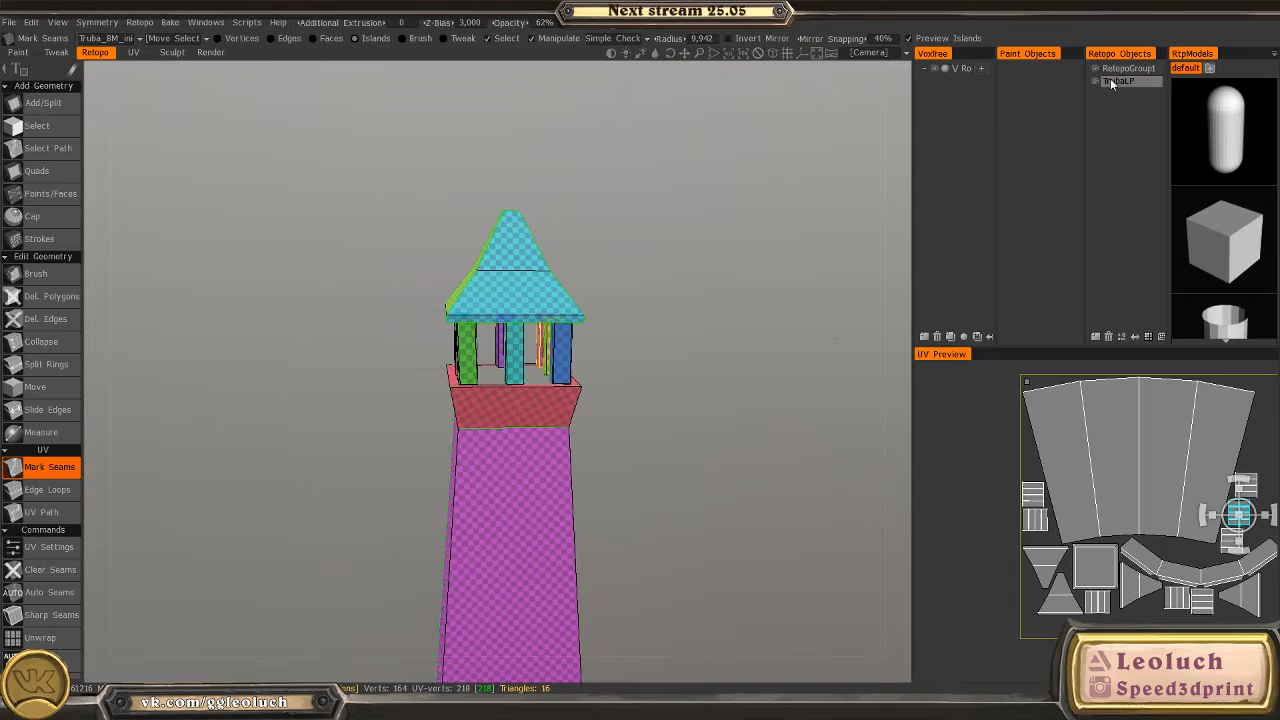 Next stream 25.05
File Edit View Symmetry Retopo Bake Windows Scripts Help Additional Extrusion 0 Z-Bias 3,000 Opacity 62%
Mark Seams Truba_BM_ini [Move Select] Vertices Edges Faces Islands Brush Tweak Select Manipulate Simple Check Radius 9,942 Invert Mirror Mirror Snapping 40% Preview Islands
Paint Tweak Retopo UV Sculpt Render [Camera] VoxTree Paint Objects Retopo Objects RtpModels
V Ro + RetopoGroup1 default
TrubaLP
Add Geometry
Add/Split
Select
Select Path
Quads
Points/Faces
Cap
Strokes
Edit Geometry
Brush
Del. Polygons
Del. Edges
Collapse
Split Rings
Move
Slide Edges
Measure
UV
Mark Seams
Edge Loops
UV Path
Commands
UV Settings
Clear Seams
AUTO Auto Seams
Sharp Seams
Unwrap
UV Preview
Verts: 164 UV-verts: 218 [218] Triangles: 16
vk.com/ggleoluch
Leoluch
Speed3dprint